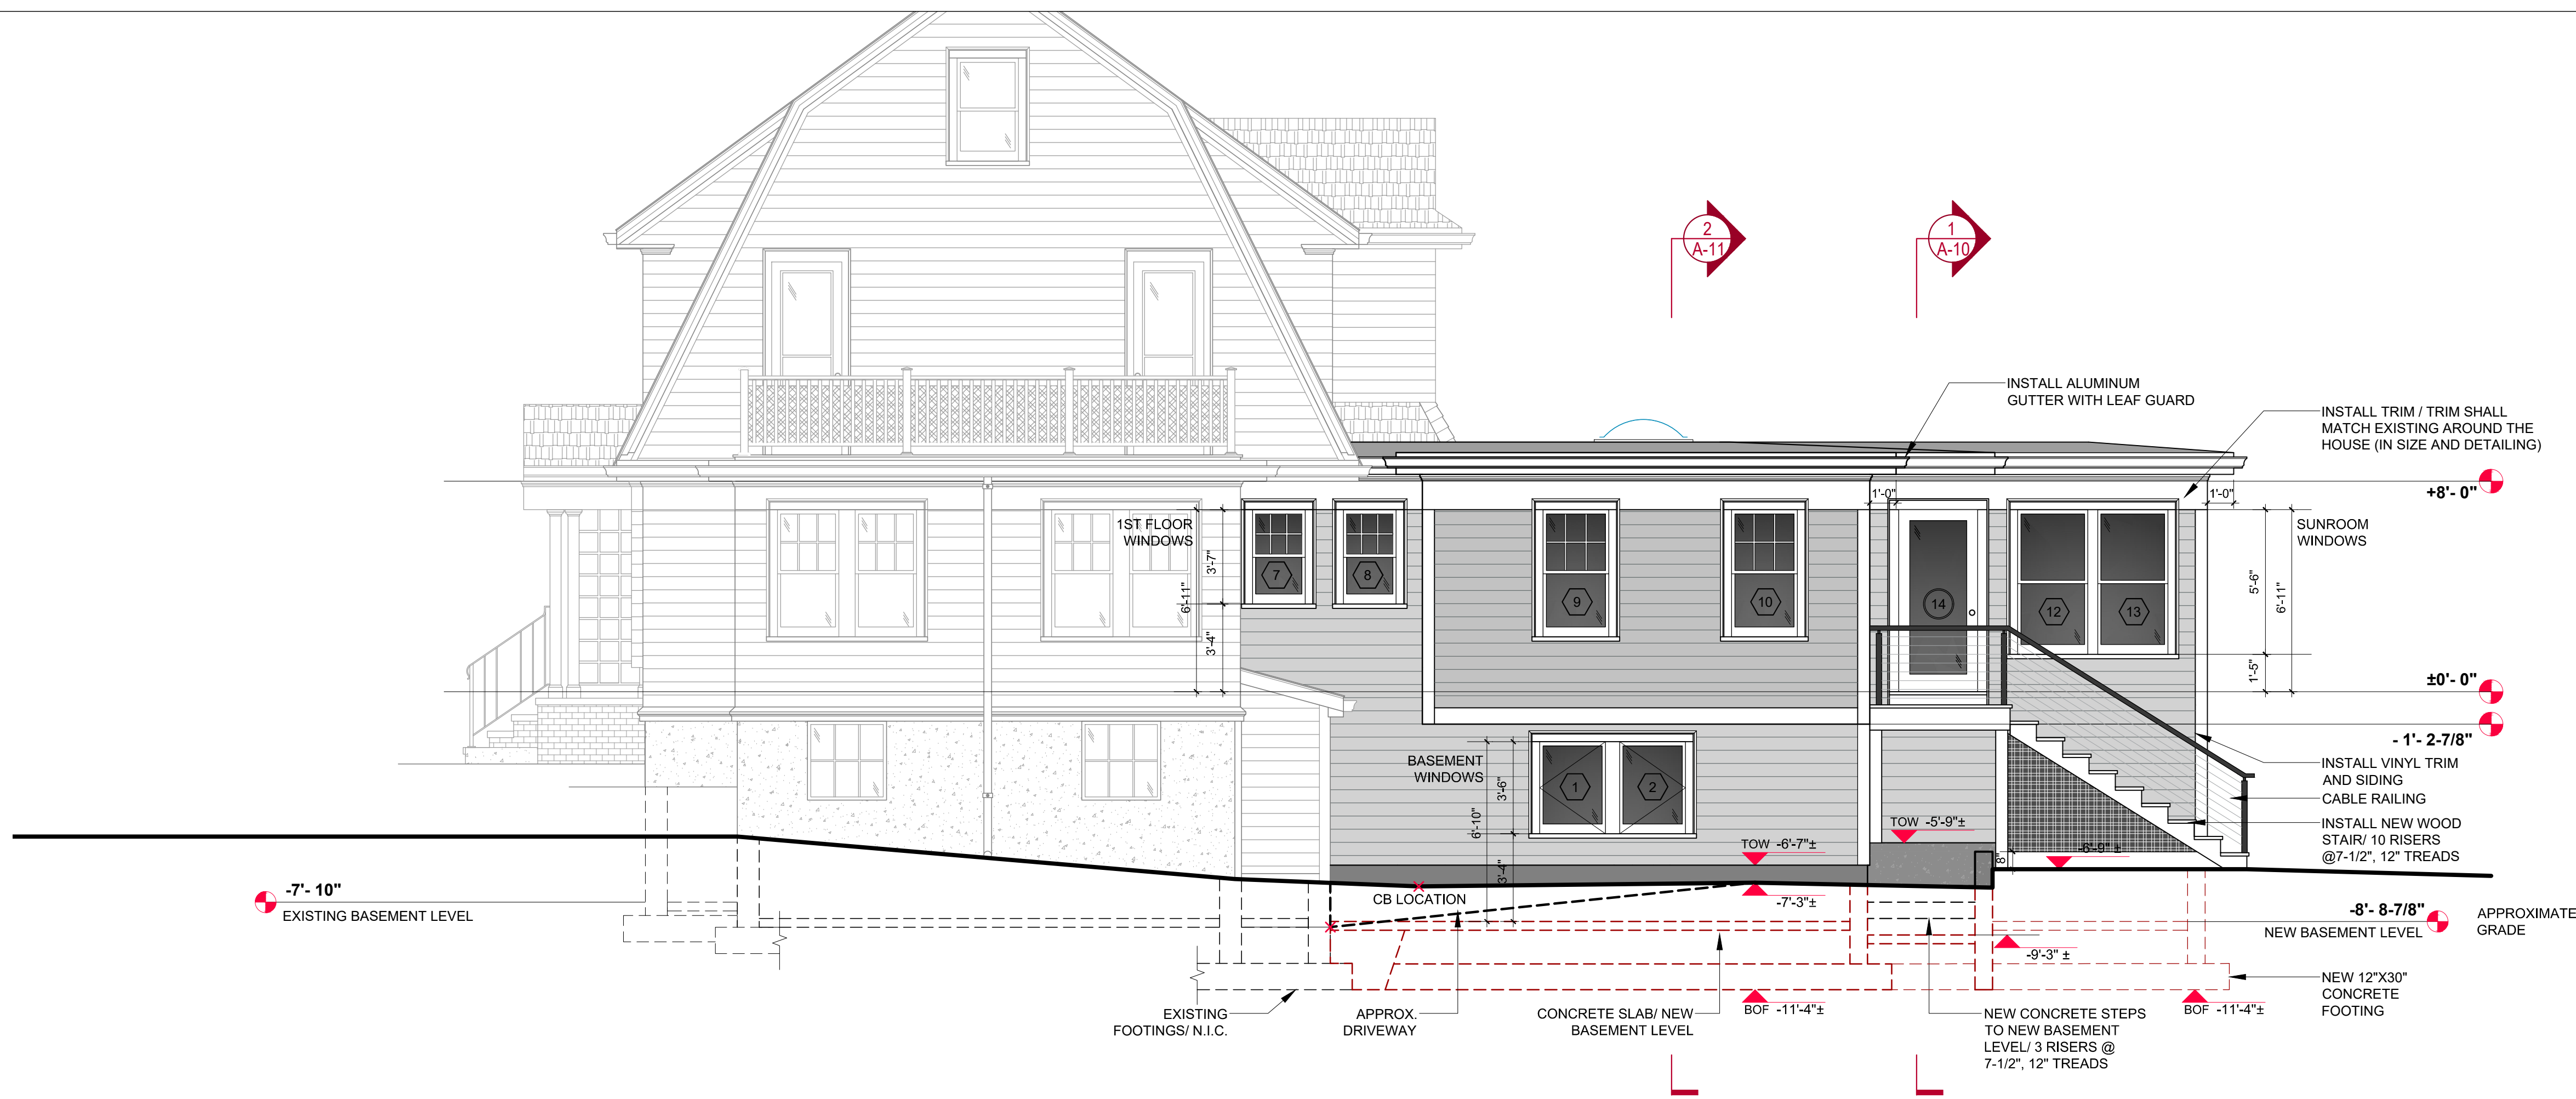 2
A-11
1
A-10
INSTALL ALUMINUM
GUTTER WITH LEAF GUARD
INSTALL TRIM / TRIM SHALL
MATCH EXISTING AROUND THE
HOUSE (IN SIZE AND DETAILING)
+8'- 0"
1'-0"
1'-0"
1ST FLOOR
WINDOWS
3'-7"
6'-11"
3'-4"
7
8
9
10
14
12
13
SUNROOM
WINDOWS
5'-6"
6'-11"
1'-5"
±0'- 0"
- 1'- 2-7/8"
BASEMENT
WINDOWS
3'-6"
6'-10"
3'-4"
1
2
INSTALL VINYL TRIM
AND SIDING
CABLE RAILING
INSTALL NEW WOOD
STAIR/ 10 RISERS
@7-1/2", 12" TREADS
TOW -5'-9"±
TOW -6'-7"±
8"
-6'-9" ±
-7'- 10"
EXISTING BASEMENT LEVEL
CB LOCATION
-7'-3"±
-8'- 8-7/8"
NEW BASEMENT LEVEL
APPROXIMATE
GRADE
-9'-3" ±
EXISTING
FOOTINGS/ N.I.C.
APPROX.
DRIVEWAY
CONCRETE SLAB/ NEW
BASEMENT LEVEL
BOF -11'-4"±
NEW CONCRETE STEPS
TO NEW BASEMENT
LEVEL/ 3 RISERS @
7-1/2", 12" TREADS
BOF -11'-4"±
NEW 12"X30"
CONCRETE
FOOTING